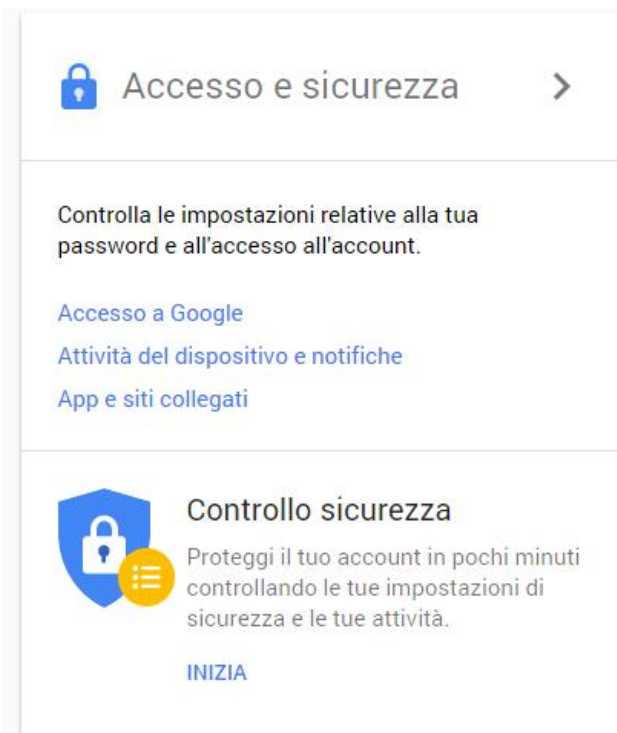 Accesso e sicurezza
Controlla le impostazioni relative alla tua
password e all'accesso all'account.
Accesso a Google
Attività del dispositivo e notifiche
App e siti collegati
Controllo sicurezza
Proteggi il tuo account in pochi minuti
controllando le tue impostazioni di
sicurezza e le tue attività.
INIZIA